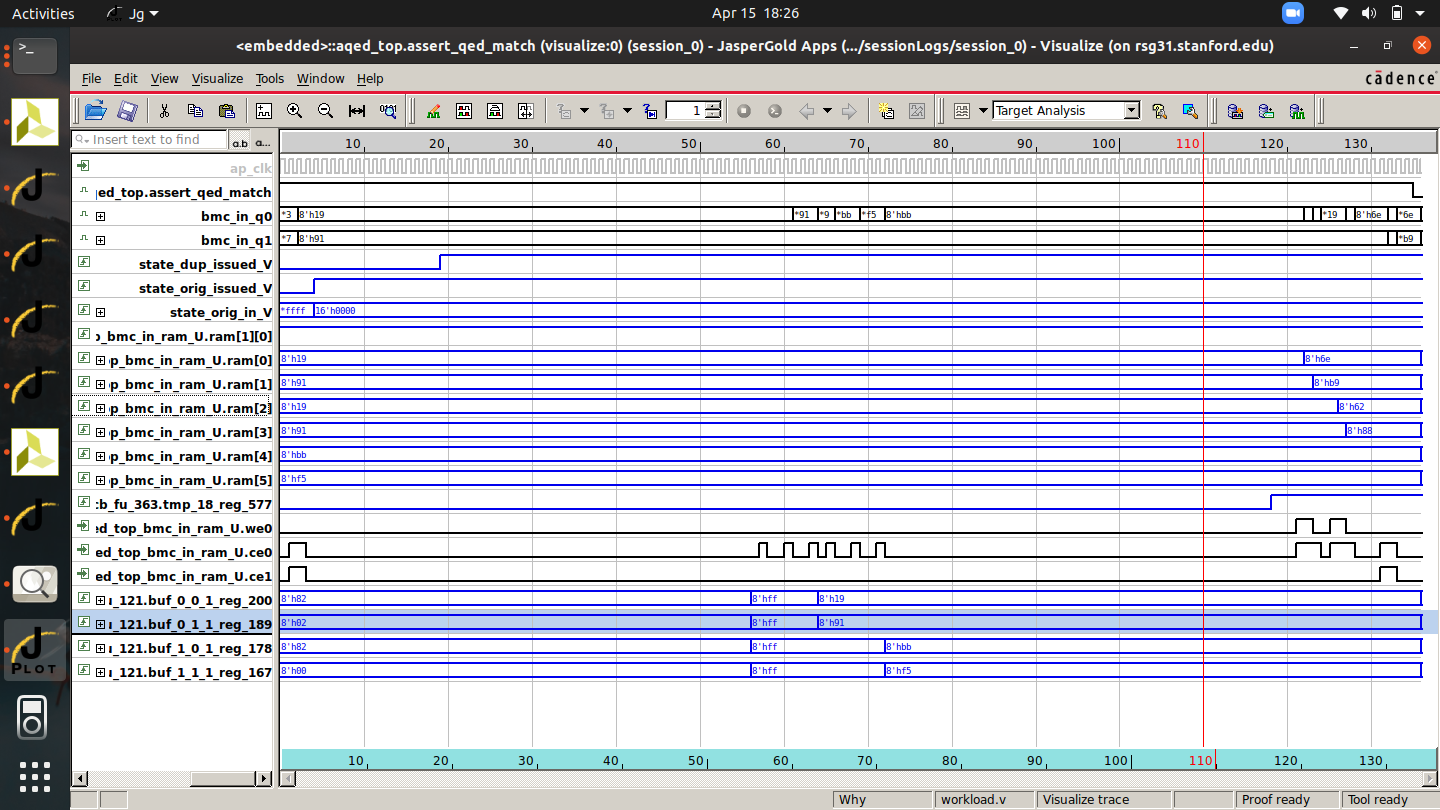 Activities Jg Apr 15 18:26
<embedded>::aqed_top.assert_qed_match (visualize:0) (session_0) - JasperGold Apps (.../sessionLogs/session_0) - Visualize (on rsg31.stanford.edu)
File Edit View Visualize Tools Window Help cādence
1 Target Analysis
Insert text to find a.b a...
10 20 30 40 50 60 70 80 90 100 110 120 130
ap_clk
ed_top.assert_qed_match
bmc_in_q0 *3 8'h19 *91 *9 *bb *f5 8'hbb *19 8'h6e *6e
bmc_in_q1 *7 8'h91 *b9
state_dup_issued_V
state_orig_issued_V
state_orig_in_V *ffff 16'h0000
p_bmc_in_ram_U.ram[1][0]
p_bmc_in_ram_U.ram[0] 8'h19 8'h6e
p_bmc_in_ram_U.ram[1] 8'h91 8'hb9
p_bmc_in_ram_U.ram[2] 8'h19 8'h62
p_bmc_in_ram_U.ram[3] 8'h91 8'h88
p_bmc_in_ram_U.ram[4] 8'hbb
p_bmc_in_ram_U.ram[5] 8'hf5
b_fu_363.tmp_18_reg_577
ed_top_bmc_in_ram_U.we0
ed_top_bmc_in_ram_U.ce0
ed_top_bmc_in_ram_U.ce1
_121.buf_0_0_1_reg_200 8'h82 8'hff 8'h19
_121.buf_0_1_1_reg_189 8'h02 8'hff 8'h91
_121.buf_1_0_1_reg_178 8'h82 8'hff 8'hbb
_121.buf_1_1_1_reg_167 8'h00 8'hff 8'hf5
PLOT
10 20 30 40 50 60 70 80 90 100 110 120 130
Why workload.v Visualize trace Proof ready Tool ready